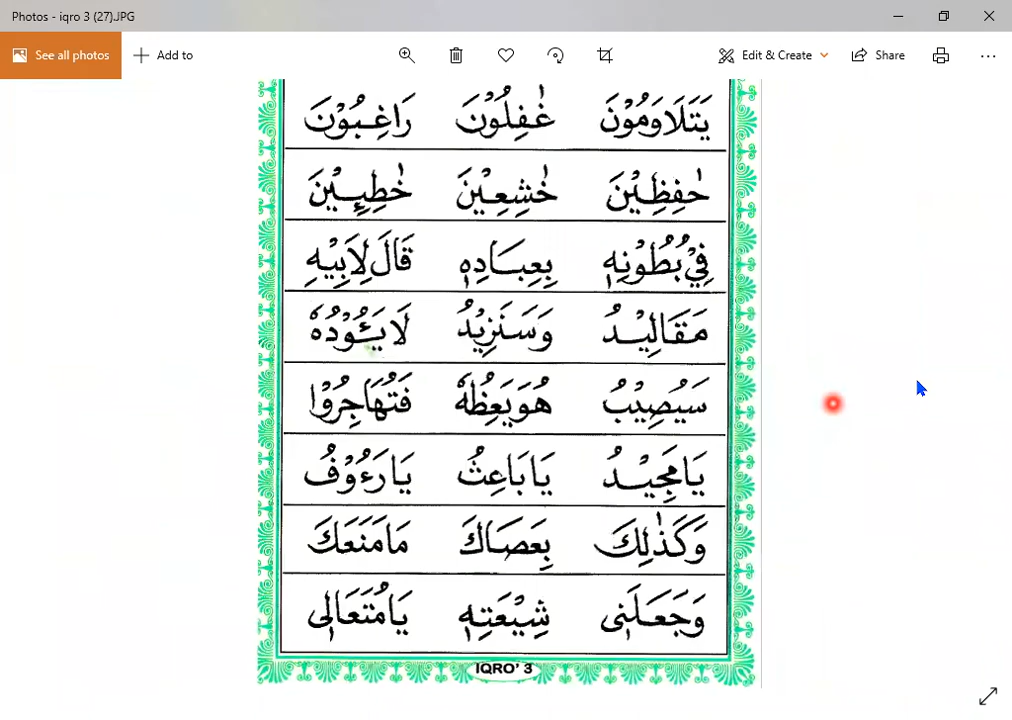 Photos - iqro 3 (27).JPG
See all photos
Add to
Edit & Create
Share
يَتَلَاوَمُوْنَ غٰفِلُوْنَ رَاغِبُوْنَ
حٰفِظِيْنَ خٰشِعِيْنَ خٰطِئِيْنَ
فِيْ بُطُوْنِهٖ بِعِبَادِهٖ قَالَ لِاَبِيْهِ
مَقَالِيْدُ وَسَنَزِيْدُ لَا يَئُوْدُهٗ
سَيُصِيْبُ هُوَ يَعِظُهٗ فَتُهَاجِرُوْا
يَا مَجِيْدُ يَا بَاعِثُ يَا رَءُوْفُ
وَكَذٰلِكَ بِعَصَاكَ مَا مَنَعَكَ
وَجَعَلَنِى شِيْعَتِهٖ يَا مُتَعَالِى
IQRO' 3